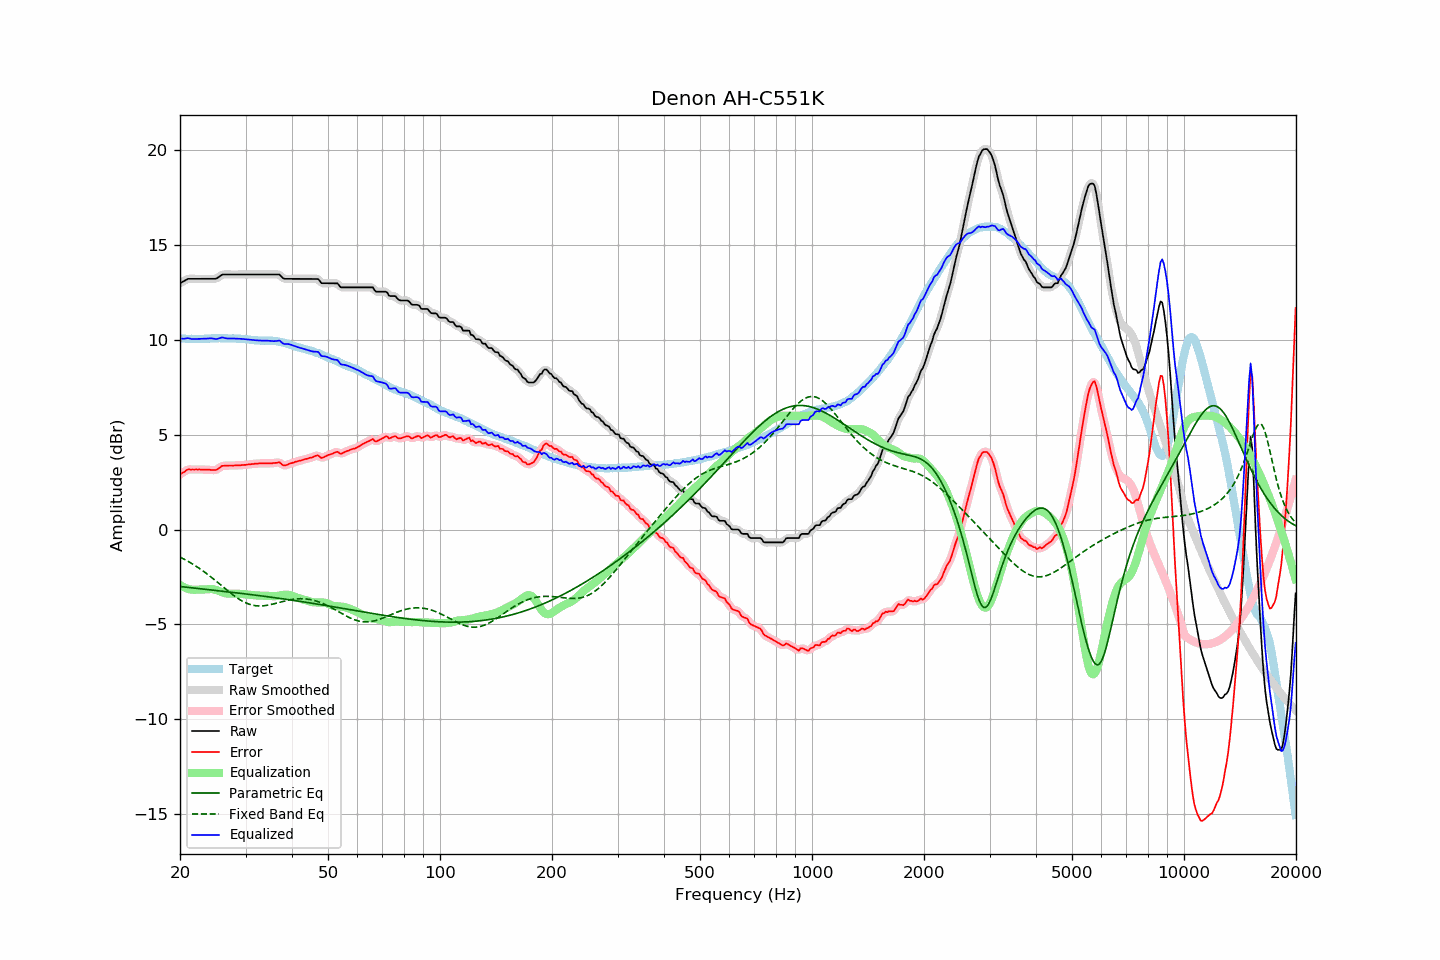 Denon AH-C551K
Amplitude (dBr)
20
15
10
5
0
−5
−10
−15
Target
Raw Smoothed
Error Smoothed
Raw
Error
Equalization
Parametric Eq
Fixed Band Eq
Equalized
20 50 100 200 500 1000 2000 5000 10000 20000
Frequency (Hz)